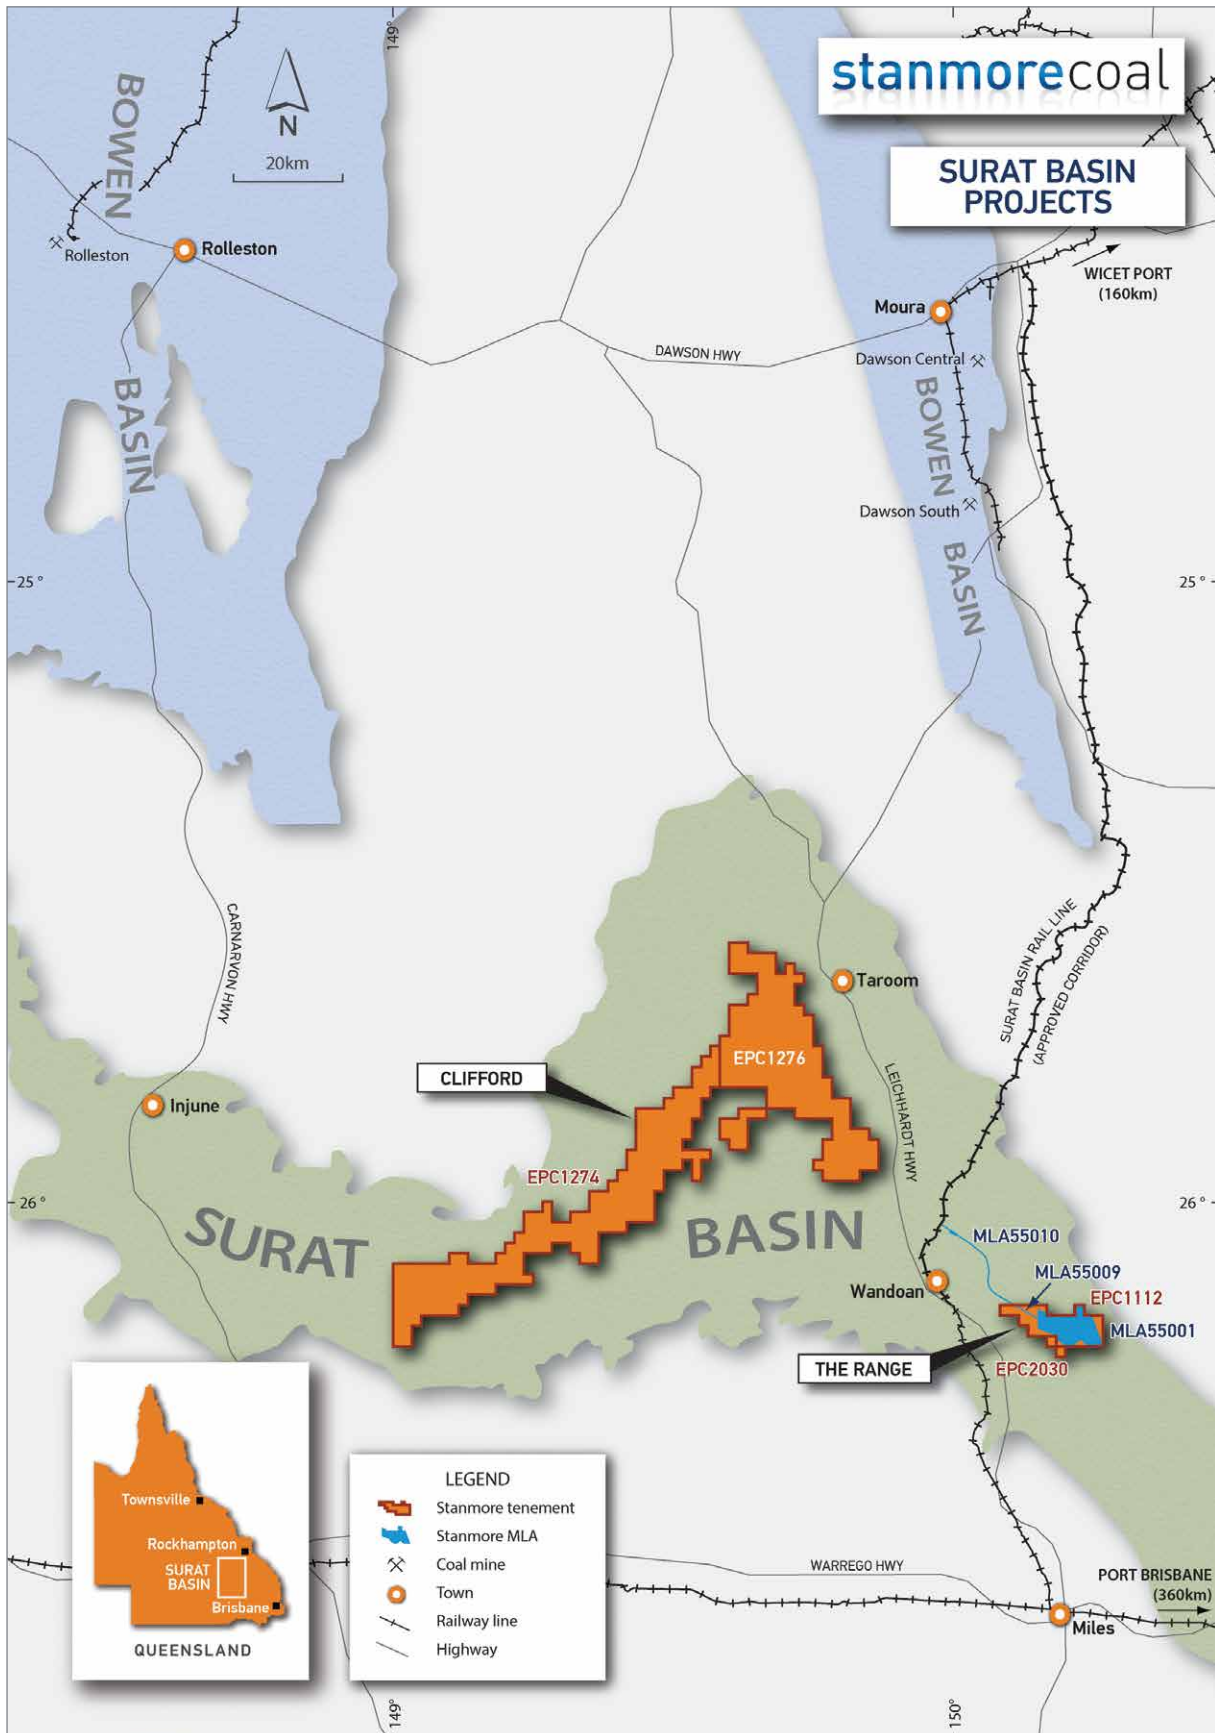 149°
stanmorecoal
BOWEN
N
20km
SURAT BASIN
PROJECTS
Rolleston
Rolleston
WICET PORT
(160km)
Moura
DAWSON HWY
Dawson Central
BASIN
BOWEN
Dawson South
BASIN
25°
25°
CARNARVON HWY
SURAT BASIN RAIL LINE
(APPROVED CORRIDOR)
Taroom
EPC1276
CLIFFORD
LEICHHARDT HWY
Injune
EPC1274
26°
26°
SURAT
BASIN
MLA55010
MLA55009
Wandoan
EPC1112
MLA55001
THE RANGE
EPC2030
Townsville
Rockhampton
SURAT
BASIN
Brisbane
QUEENSLAND
LEGEND
Stanmore tenement
Stanmore MLA
Coal mine
Town
Railway line
Highway
WARREGO HWY
PORT BRISBANE
(360km)
Miles
149°
150°